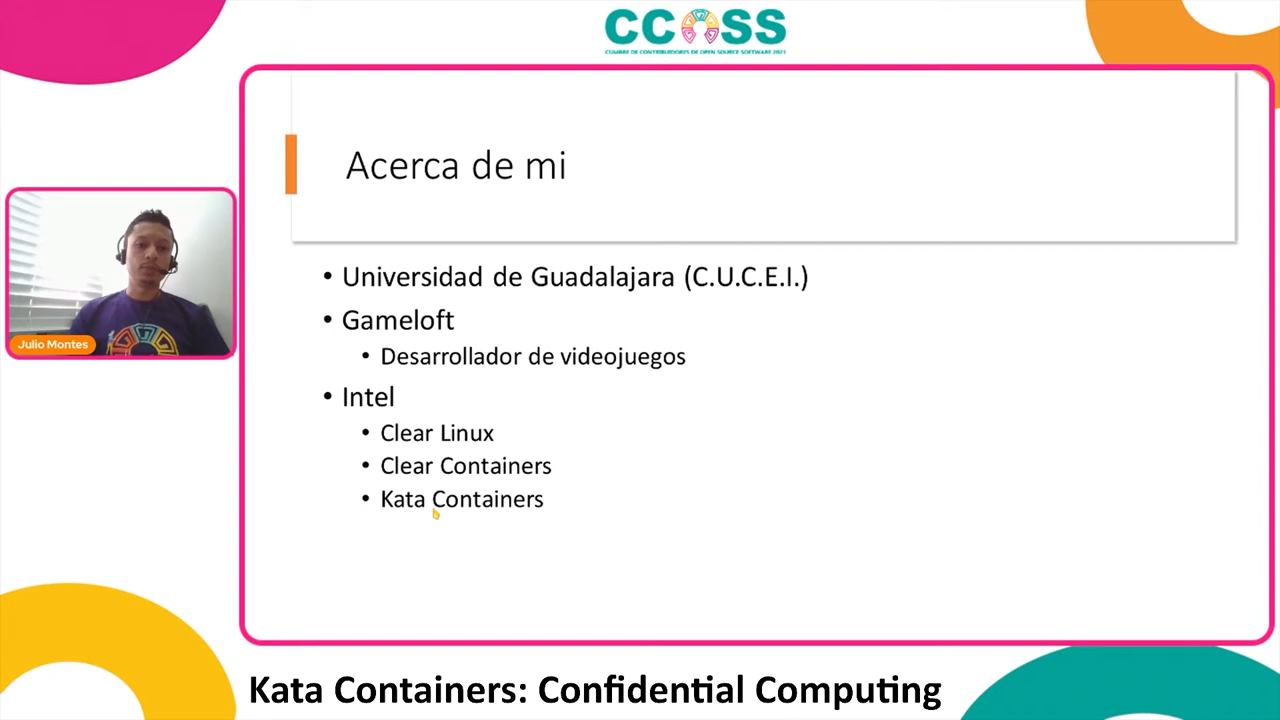 CCOSS
CUMBRE DE CONTRIBUIDORES DE OPEN SOURCE SOFTWARE 2021
Acerca de mi
• Universidad de Guadalajara (C.U.C.E.I.)
• Gameloft
• Desarrollador de videojuegos
• Intel
• Clear Linux
• Clear Containers
• Kata Containers
Julio Montes
Kata Containers: Confidential Computing